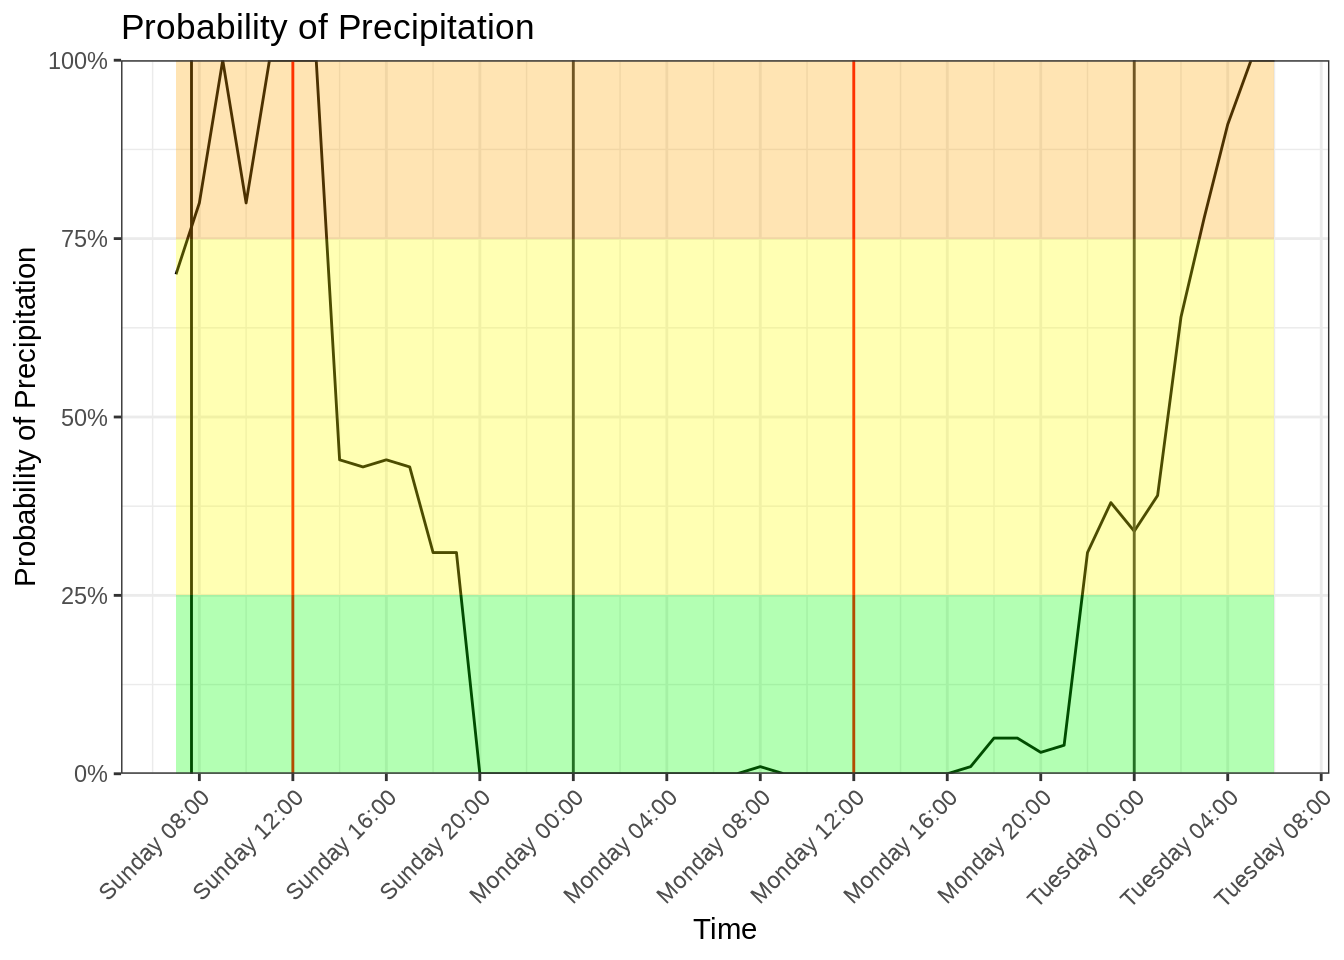 Probability of Precipitation
Probability of Precipitation
100%
75%
50%
25%
0%
Sunday 08:00
Sunday 12:00
Sunday 16:00
Sunday 20:00
Monday 00:00
Monday 04:00
Monday 08:00
Monday 12:00
Monday 16:00
Monday 20:00
Tuesday 00:00
Tuesday 04:00
Tuesday 08:00
Time